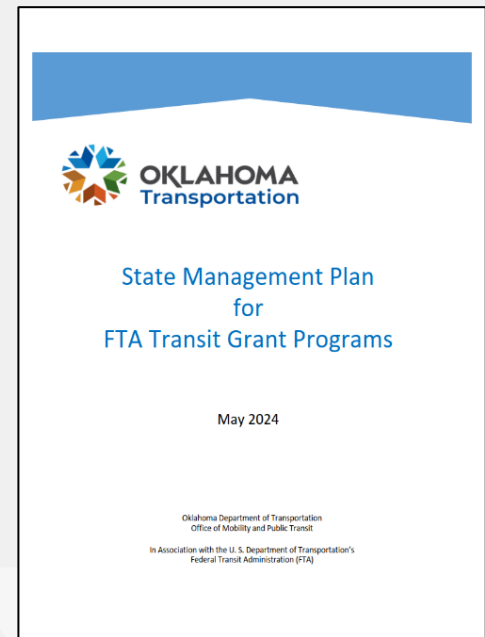 OKLAHOMA
Transportation
State Management Plan
for
FTA Transit Grant Programs
May 2024
Oklahoma Department of Transportation
Office of Mobility and Public Transit
In Association with the U. S. Department of Transportation's
Federal Transit Administration (FTA)